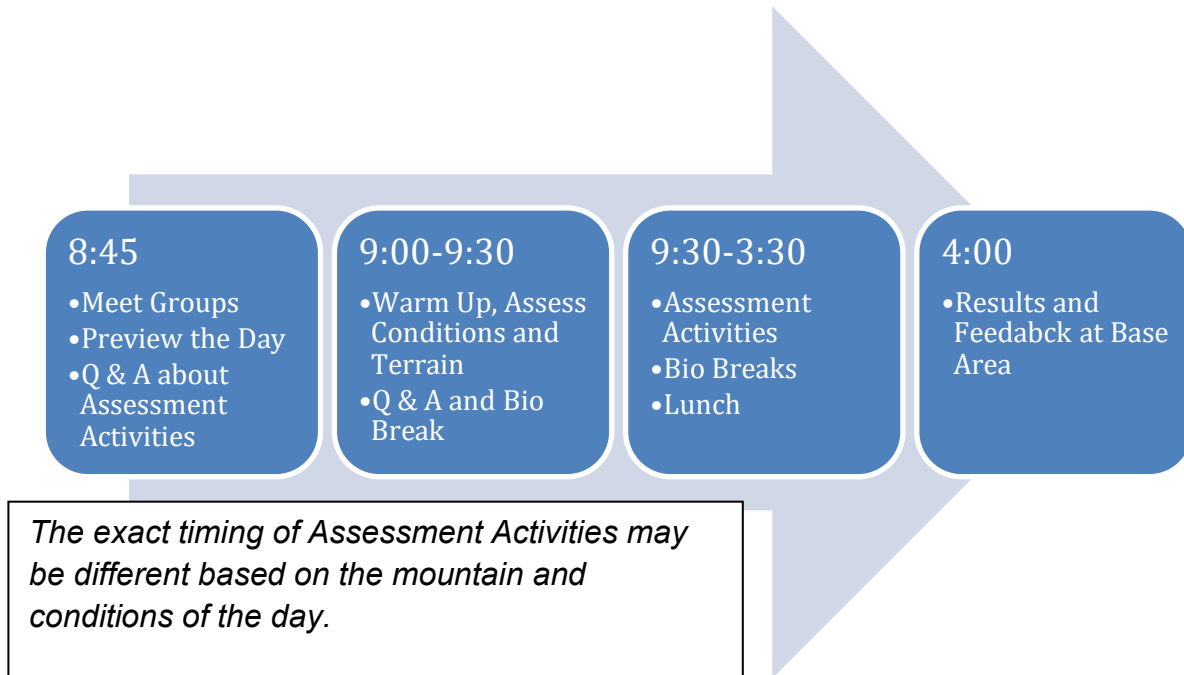 8:45
•Meet Groups
•Preview the Day
•Q & A about
Assessment
Activities
9:00-9:30
•Warm Up, Assess
Conditions and
Terrain
•Q & A and Bio
Break
9:30-3:30
•Assessment
Activities
•Bio Breaks
•Lunch
4:00
•Results and
Feedabck at Base
Area
The exact timing of Assessment Activities may
be different based on the mountain and
conditions of the day.